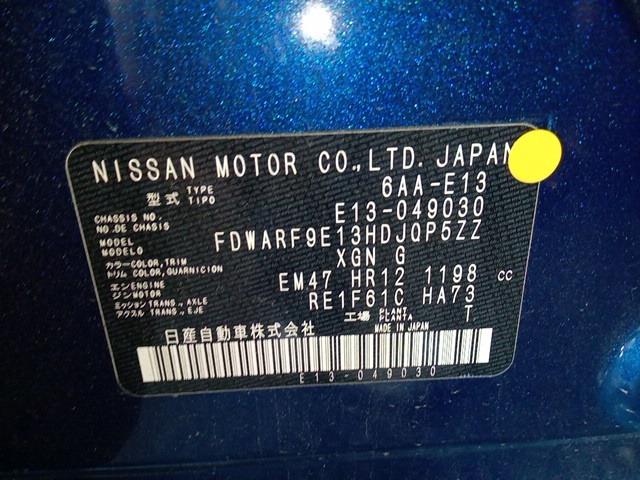 NISSAN MOTOR CO.,LTD. JAPAN
型式 TYPE TIPO 6AA-E13
CHASSIS NO. NO.DE CHASIS E13-049030
MODEL MODELO FDWARF9E13HDJQP5ZZ
カラー COLOR,TRIM トリム COLOR,GUARNICION XGN G
エンジン ENGINE MOTOR EM47 HR12 1198 CC
ミッション TRANS.,AXLE アクスル TRANS.,EJE RE1F61C HA73
工場 PLANT PLANTA T
日産自動車株式会社 MADE IN JAPAN
E13-049030